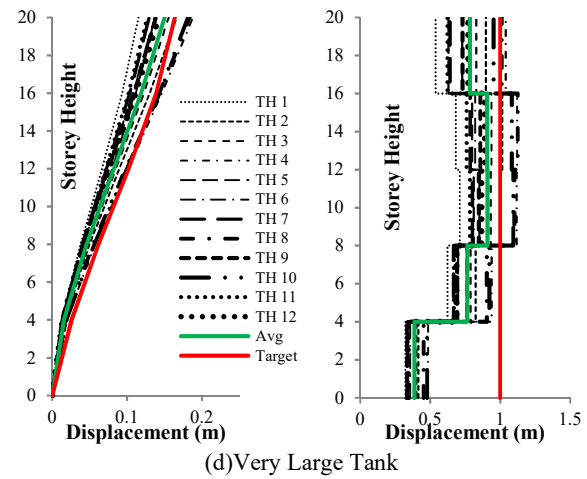 20
18
16
14
12
10
8
6
4
2
0
Storey Height
0
0.1
0.2
Displacement (m)
TH 1
TH 2
TH 3
TH 4
TH 5
TH 6
TH 7
TH 8
TH 9
TH 10
TH 11
TH 12
Avg
Target
20
18
16
14
12
10
8
6
4
2
0
Storey Height
0
0.5
1
1.5
Displacement (m)
(d)Very Large Tank